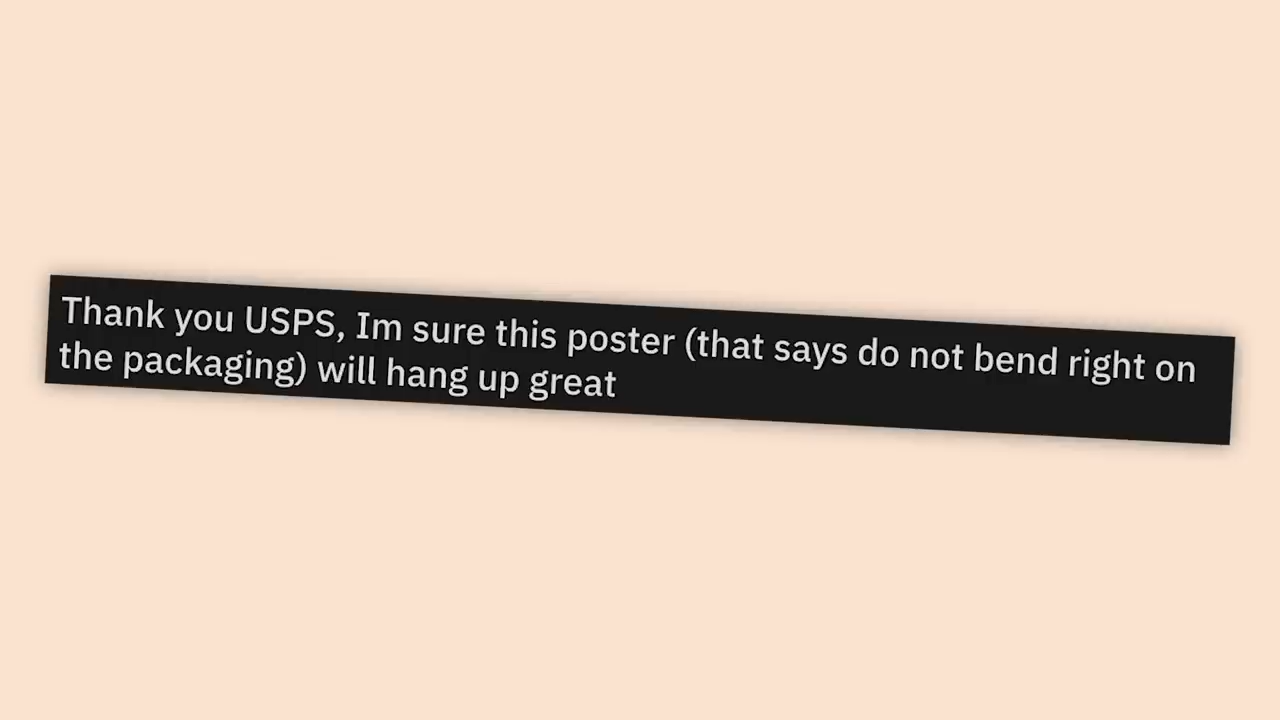 Thank you USPS, Im sure this poster (that says do not bend right on
the packaging) will hang up great